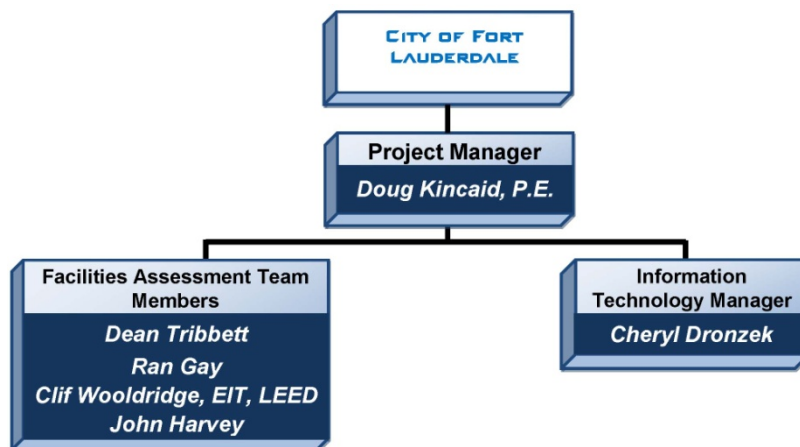 CITY OF FORT
LAUDERDALE
Project Manager
Doug Kincaid, P.E.
Facilities Assessment Team
Members
Dean Tribbett
Ran Gay
Clif Wooldridge, EIT, LEED
John Harvey
Information
Technology Manager
Cheryl Dronzek